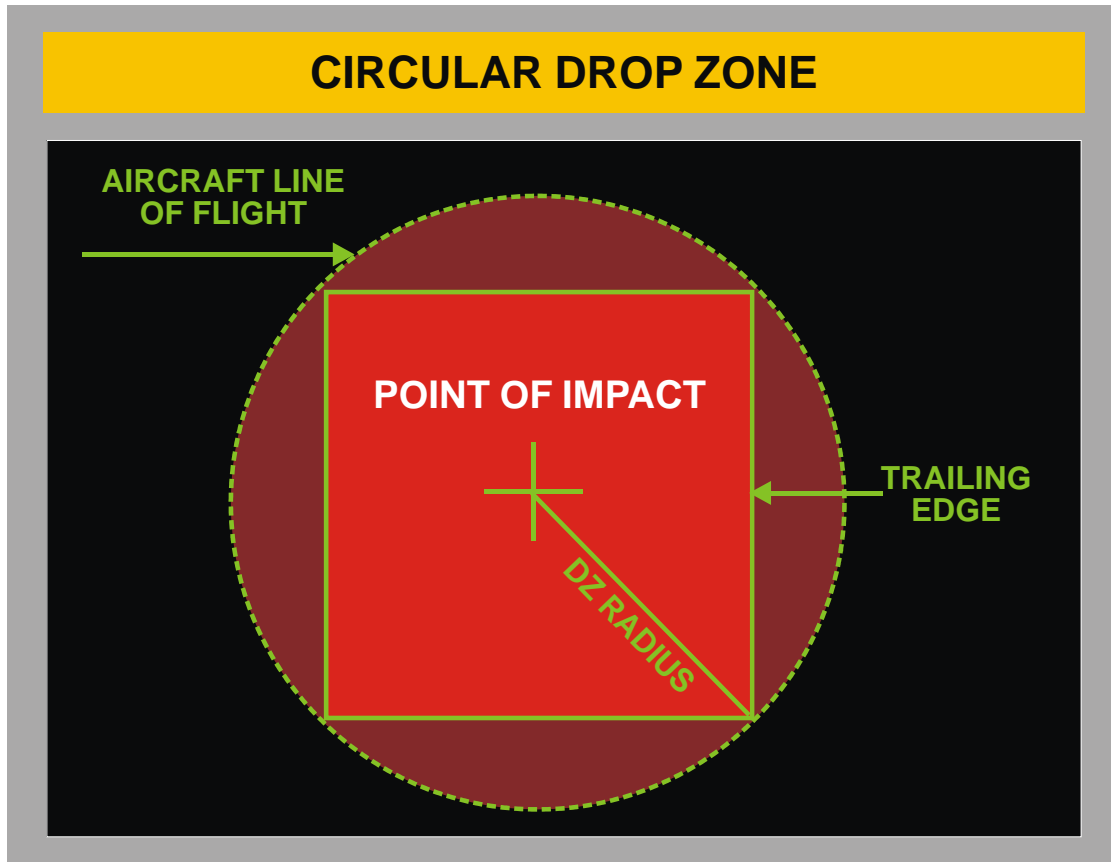 CIRCULAR DROP ZONE
AIRCRAFT LINE
OF FLIGHT
POINT OF IMPACT
TRAILING
EDGE
DZ RADIUS